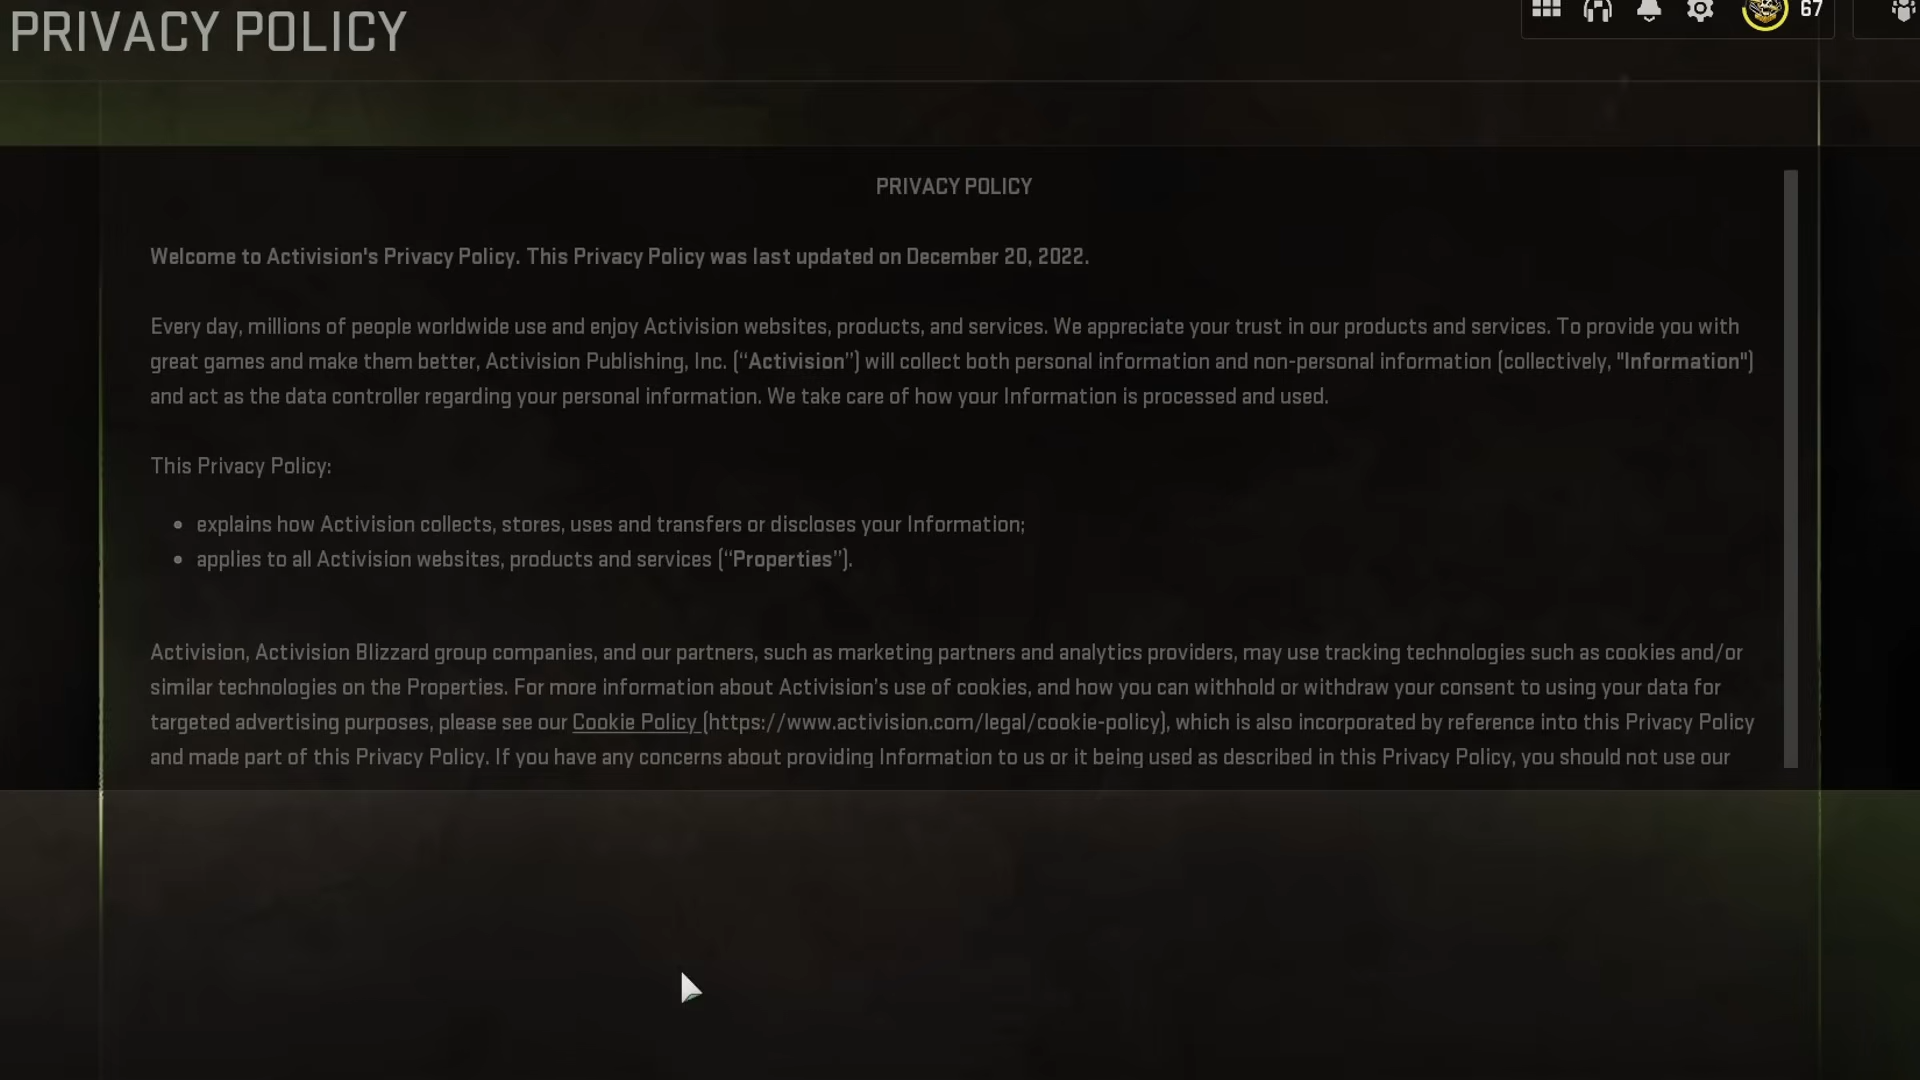 PRIVACY POLICY
67
PRIVACY POLICY
Welcome to Activision's Privacy Policy. This Privacy Policy was last updated on December 20, 2022.
Every day, millions of people worldwide use and enjoy Activision websites, products, and services. We appreciate your trust in our products and services. To provide you with
great games and make them better, Activision Publishing, Inc. (“Activision”) will collect both personal information and non-personal information (collectively, "Information")
and act as the data controller regarding your personal information. We take care of how your Information is processed and used.
This Privacy Policy:
• explains how Activision collects, stores, uses and transfers or discloses your Information;
• applies to all Activision websites, products and services (“Properties”).
Activision, Activision Blizzard group companies, and our partners, such as marketing partners and analytics providers, may use tracking technologies such as cookies and/or
similar technologies on the Properties. For more information about Activision’s use of cookies, and how you can withhold or withdraw your consent to using your data for
targeted advertising purposes, please see our Cookie Policy (https://www.activision.com/legal/cookie-policy), which is also incorporated by reference into this Privacy Policy
and made part of this Privacy Policy. If you have any concerns about providing Information to us or it being used as described in this Privacy Policy, you should not use our